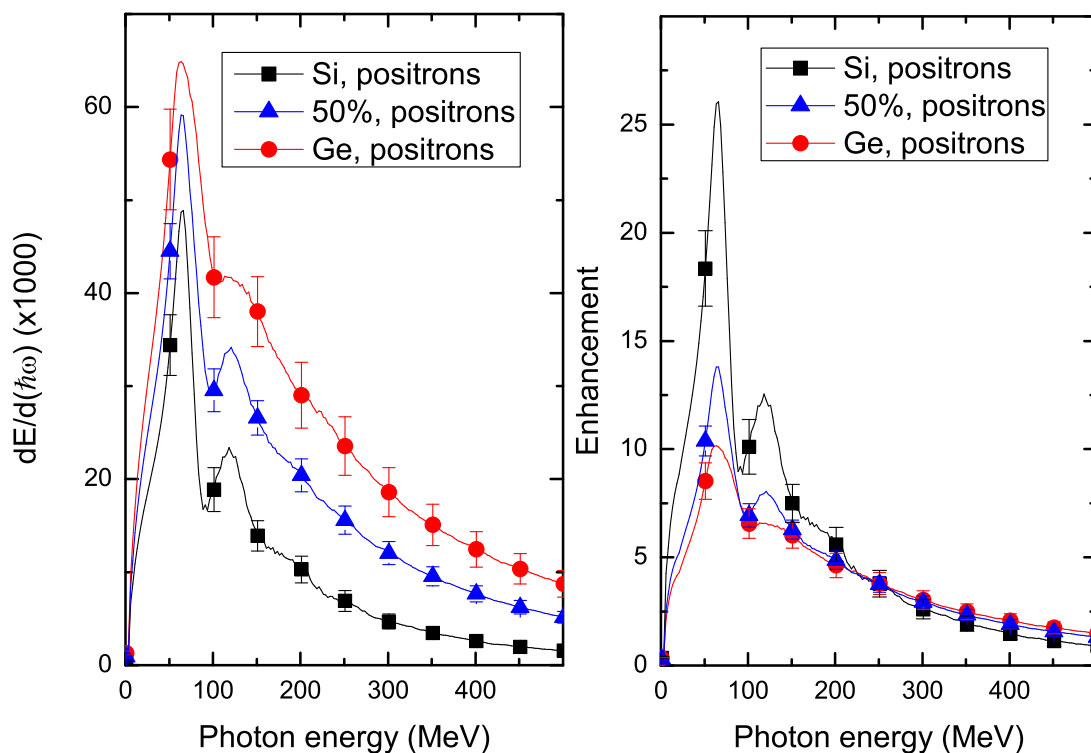 dE/d(ħω) (x1000)
60
40
20
0
Si, positrons
50%, positrons
Ge, positrons
0 100 200 300 400
Photon energy (MeV)
Enhancement
25
20
15
10
5
0
Si, positrons
50%, positrons
Ge, positrons
0 100 200 300 400
Photon energy (MeV)